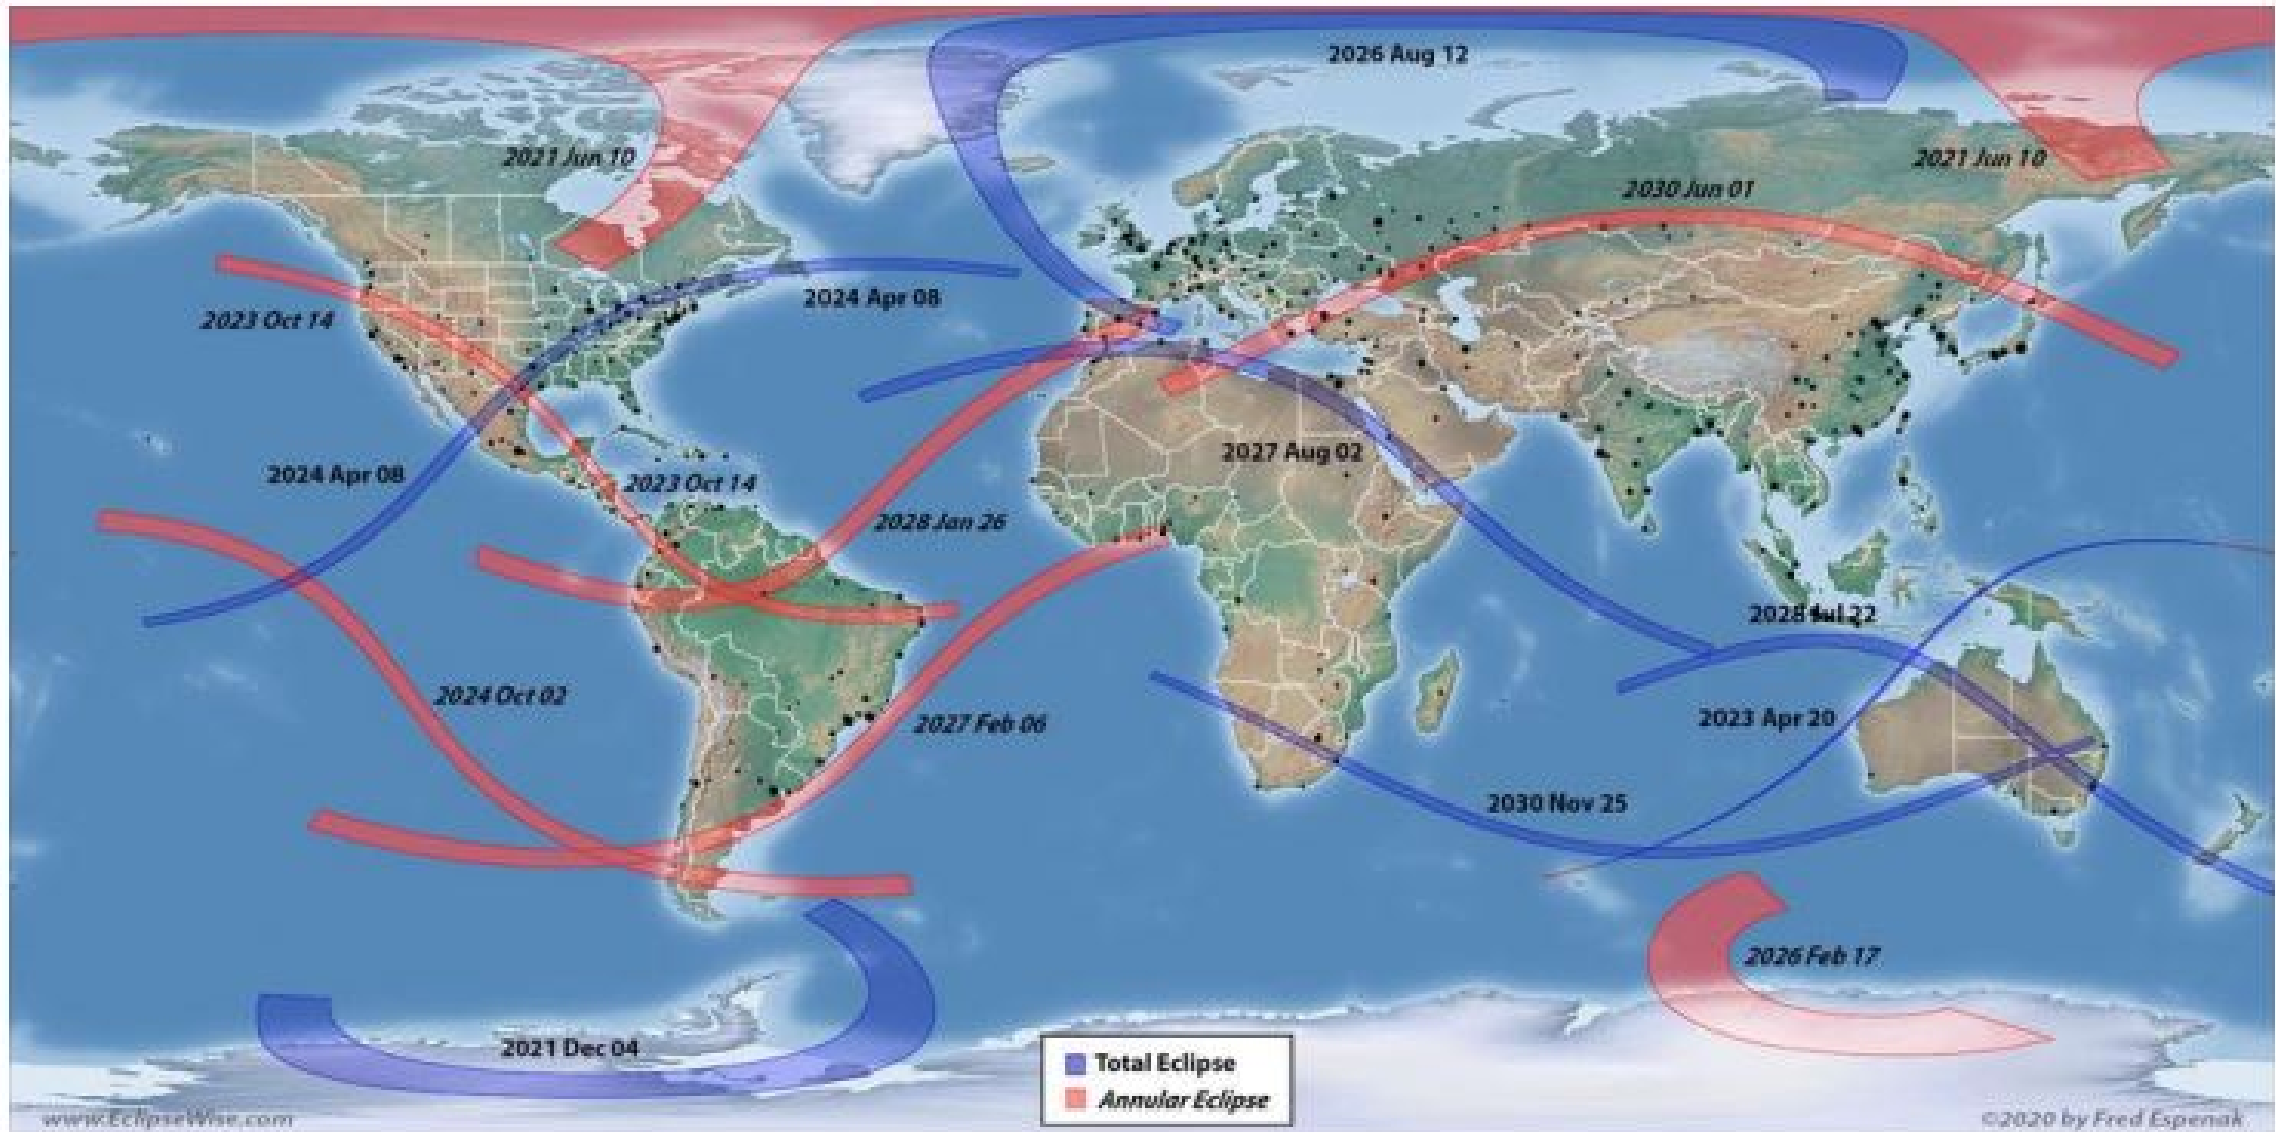 2026 Aug 12
2021 Jun 10
2021 Jun 10
2030 Jun 01
2024 Apr 08
2023 Oct 14
2027 Aug 02
2024 Apr 08
2023 Oct 14
2028 Jan 26
2028 Jul 22
2024 Oct 02
2027 Feb 06
2023 Apr 20
2030 Nov 25
2026 Feb 17
2021 Dec 04
Total Eclipse
Annular Eclipse
www.EclipseWise.com
©2020 by Fred Espenak